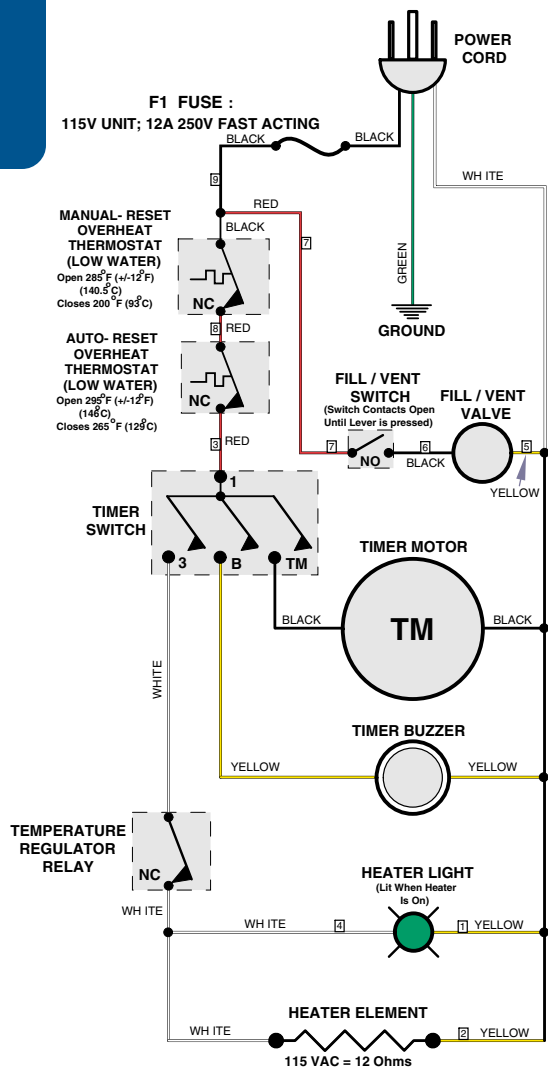 POWER
CORD
F1 FUSE :
115V UNIT; 12A 250V FAST ACTING
BLACK
BLACK
WH ITE
9
RED
MANUAL- RESET
OVERHEAT
THERMOSTAT
(LOW WATER)
Open 285°F (+/-12°F)
(140.5°C)
Closes 200°F (93°C)
BLACK
7
NC
GREEN
GROUND
8
RED
AUTO- RESET
OVERHEAT
THERMOSTAT
(LOW WATER)
Open 295°F (+/-12°F)
(146°C)
Closes 265°F (129°C)
NC
3
RED
FILL / VENT
SWITCH
(Switch Contacts Open
Until Lever is pressed)
FILL / VENT
VALVE
7
NO
6
BLACK
5
YELLOW
TIMER
SWITCH
1
3
B
TM
TIMER MOTOR
BLACK
TM
BLACK
WHITE
TIMER BUZZER
YELLOW
YELLOW
TEMPERATURE
REGULATOR
RELAY
NC
HEATER LIGHT
(Lit When Heater
Is On)
WH ITE
WH ITE
4
1
YELLOW
HEATER ELEMENT
WH ITE
2
YELLOW
115 VAC = 12 Ohms